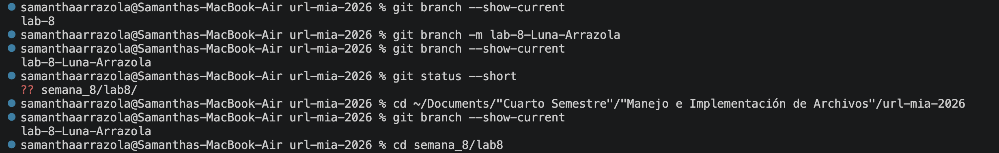 samanthaarrazola@Samanthas-MacBook-Air url-mia-2026 % git branch --show-current
lab-8
samanthaarrazola@Samanthas-MacBook-Air url-mia-2026 % git branch -m lab-8-Luna-Arrazola
samanthaarrazola@Samanthas-MacBook-Air url-mia-2026 % git branch --show-current
lab-8-Luna-Arrazola
samanthaarrazola@Samanthas-MacBook-Air url-mia-2026 % git status --short
?? semana_8/lab8/
samanthaarrazola@Samanthas-MacBook-Air url-mia-2026 % cd ~/Documents/"Cuarto Semestre"/"Manejo e Implementación de Archivos"/url-mia-2026
samanthaarrazola@Samanthas-MacBook-Air url-mia-2026 % git branch --show-current
lab-8-Luna-Arrazola
samanthaarrazola@Samanthas-MacBook-Air url-mia-2026 % cd semana_8/lab8